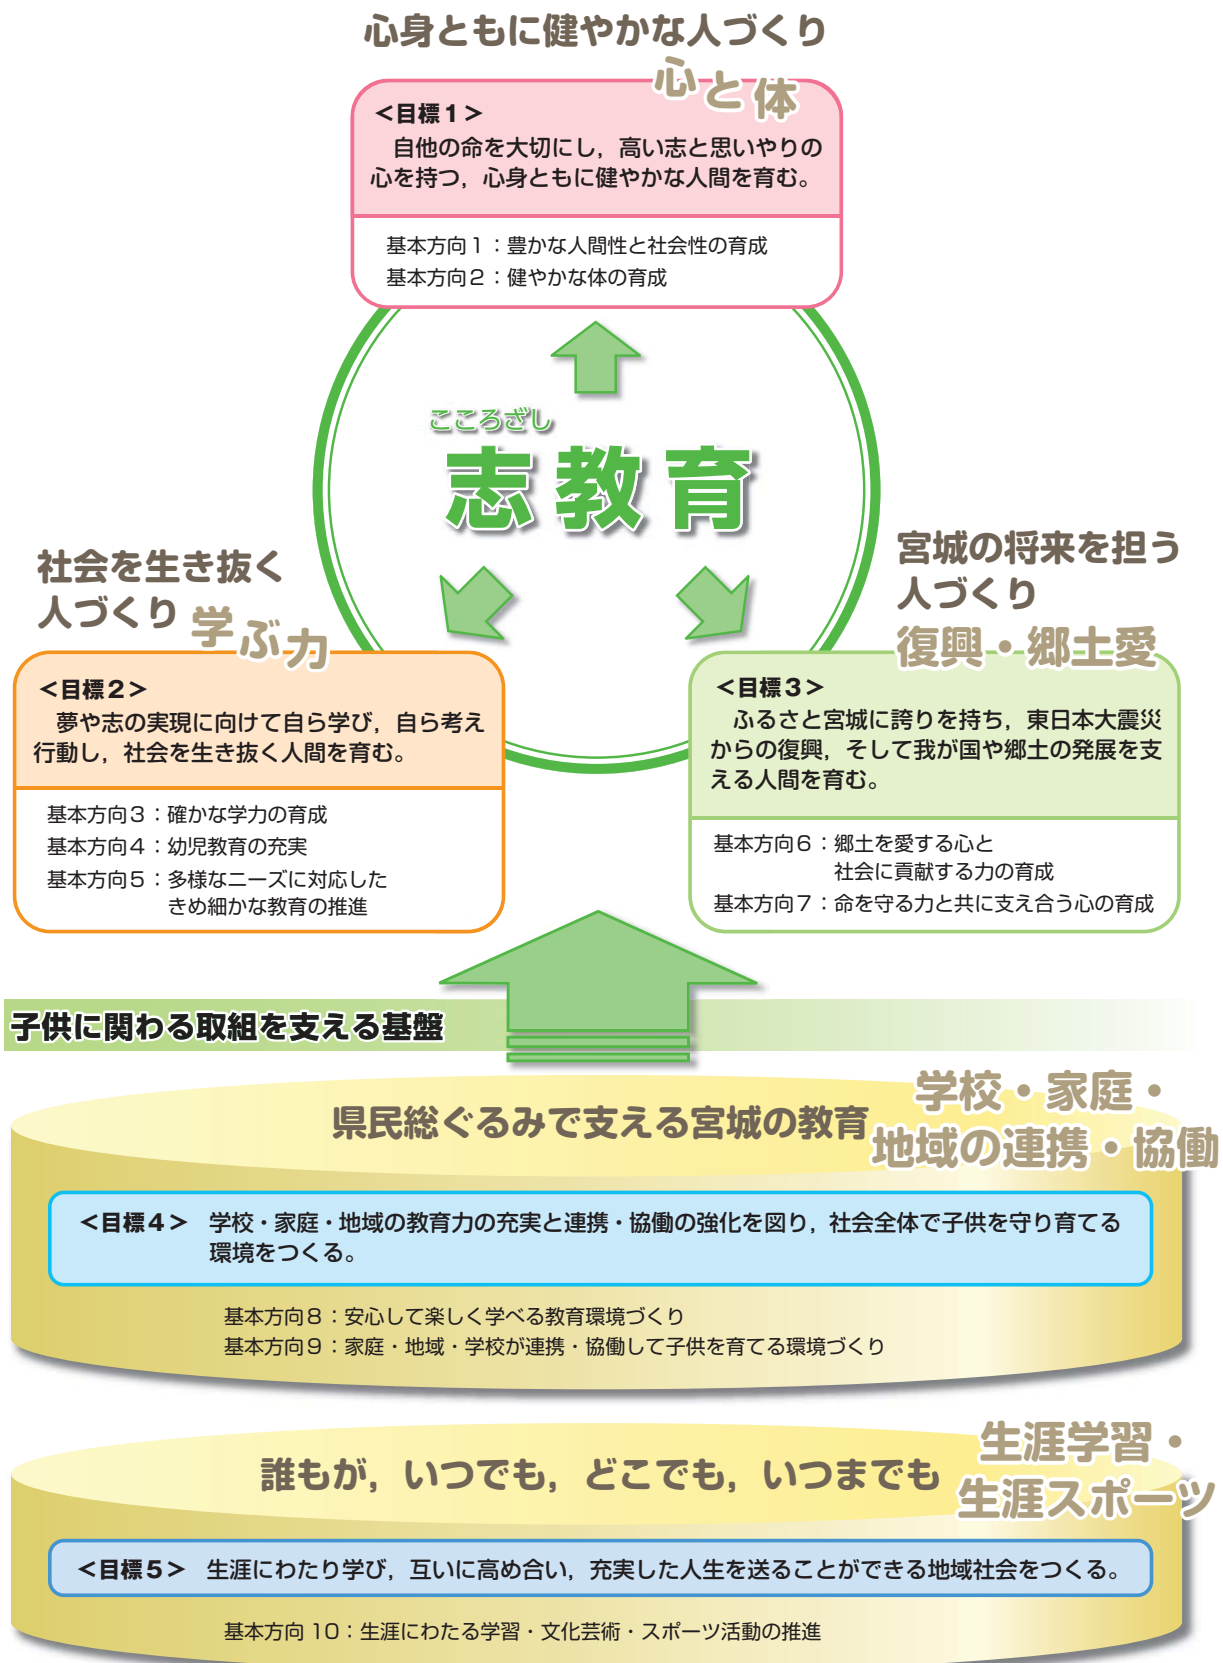 心身ともに健やかな人づくり
心と体
＜目標１＞
自他の命を大切にし，高い志と思いやりの
心を持つ，心身ともに健やかな人間を育む。
基本方向１：豊かな人間性と社会性の育成
基本方向２：健やかな体の育成
こころざし
志教育
社会を生き抜く
人づくり
学ぶ力
＜目標２＞
夢や志の実現に向けて自ら学び，自ら考え
行動し，社会を生き抜く人間を育む。
基本方向３：確かな学力の育成
基本方向４：幼児教育の充実
基本方向５：多様なニーズに対応した
きめ細かな教育の推進
宮城の将来を担う
人づくり
復興・郷土愛
＜目標３＞
ふるさと宮城に誇りを持ち，東日本大震災
からの復興，そして我が国や郷土の発展を支
える人間を育む。
基本方向６：郷土を愛する心と
社会に貢献する力の育成
基本方向７：命を守る力と共に支え合う心の育成
子供に関わる取組を支える基盤
県民総ぐるみで支える宮城の教育
学校・家庭・
地域の連携・協働
＜目標４＞ 学校・家庭・地域の教育力の充実と連携・協働の強化を図り，社会全体で子供を守り育てる
環境をつくる。
基本方向８：安心して楽しく学べる教育環境づくり
基本方向９：家庭・地域・学校が連携・協働して子供を育てる環境づくり
誰もが，いつでも，どこでも，いつまでも
生涯学習・
生涯スポーツ
＜目標５＞ 生涯にわたり学び，互いに高め合い，充実した人生を送ることができる地域社会をつくる。
基本方向 10：生涯にわたる学習・文化芸術・スポーツ活動の推進